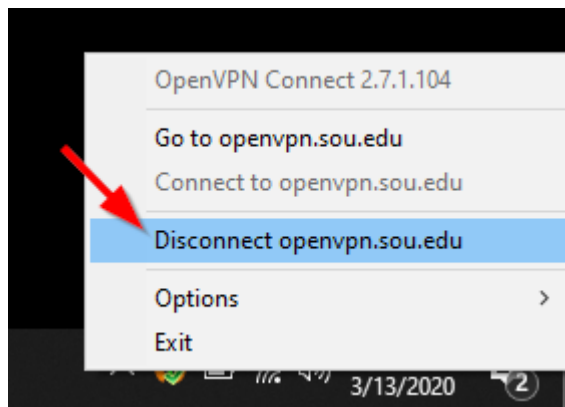 OpenVPN Connect 2.7.1.104
Go to openvpn.sou.edu
Connect to openvpn.sou.edu
Disconnect openvpn.sou.edu
Options
Exit
3/13/2020
2